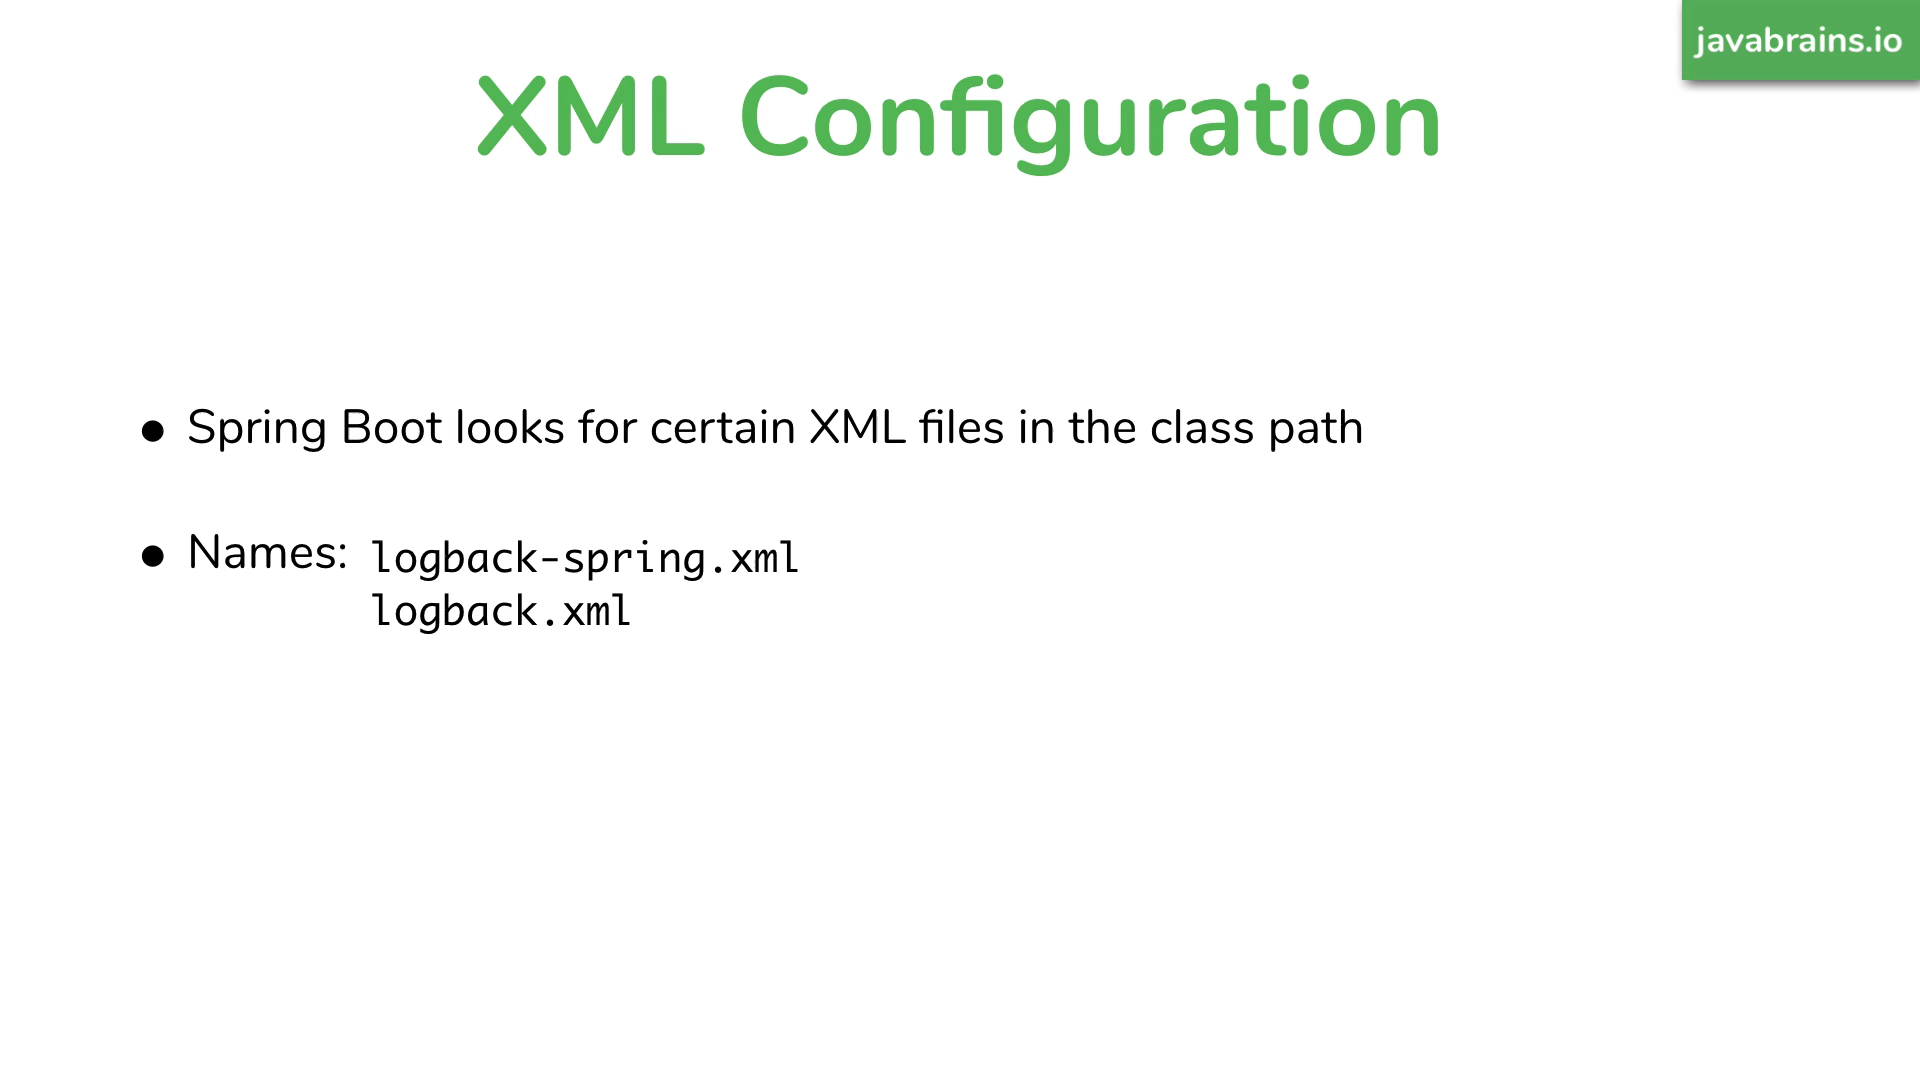 javabrains.io
XML Configuration
● Spring Boot looks for certain XML files in the class path
● Names: logback-spring.xml
logback.xml